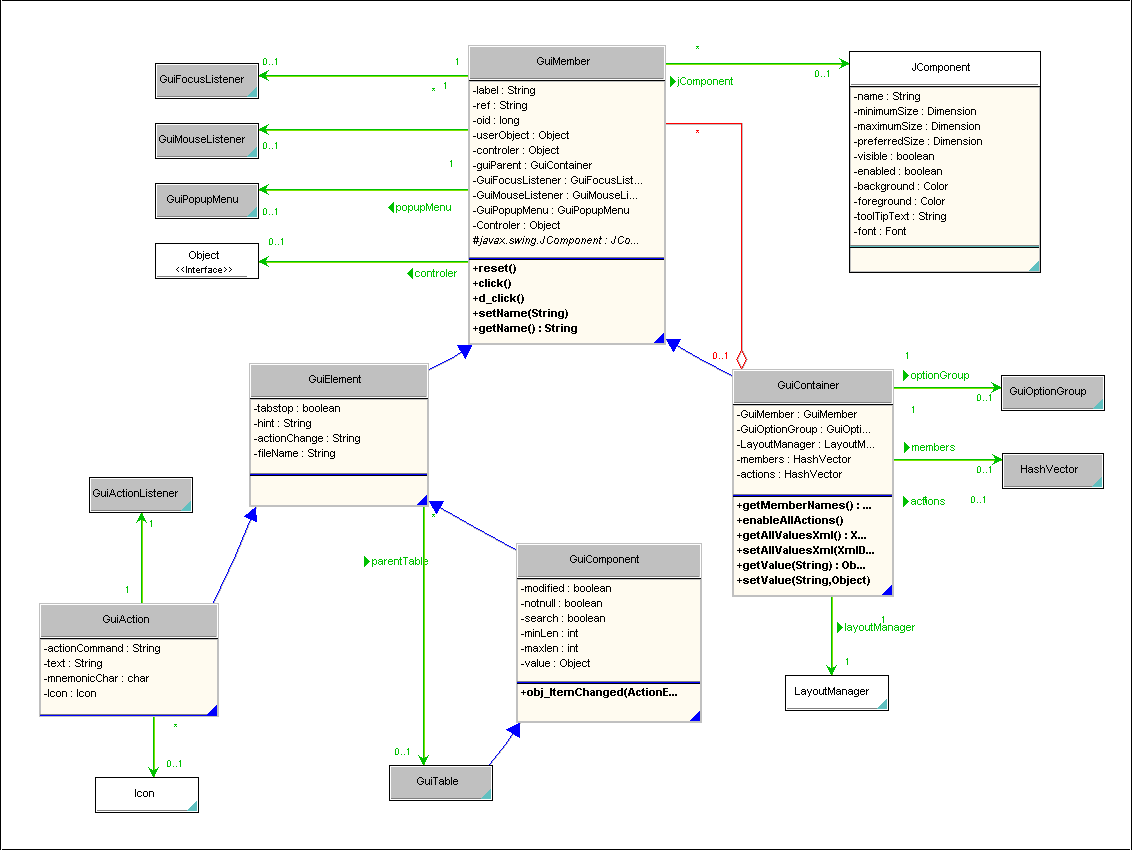 GuiMember
-label : String
-ref : String
-oid : long
-userObject : Object
-controler : Object
-guiParent : GuiContainer
-GuiFocusListener : GuiFocusList...
-GuiMouseListener : GuiMouseLi...
-GuiPopupMenu : GuiPopupMenu
-Controler : Object
#javax.swing.JComponent : JCo...
+reset()
+click()
+d_click()
+setName(String)
+getName() : String
GuiFocusListener
0..1
1
* 1
GuiMouseListener
0..1
1
GuiPopupMenu
0..1
popupMenu
Object
<<Interface>>
0..1
controler
*
0..1
jComponent
JComponent
-name : String
-minimumSize : Dimension
-maximumSize : Dimension
-preferredSize : Dimension
-visible : boolean
-enabled : boolean
-background : Color
-foreground : Color
-toolTipText : String
-font : Font
*
0..1
GuiElement
-tabstop : boolean
-hint : String
-actionChange : String
-fileName : String
GuiContainer
-GuiMember : GuiMember
-GuiOptionGroup : GuiOpti...
-LayoutManager : LayoutM...
-members : HashVector
-actions : HashVector
+getMemberNames() : ...
+enableAllActions()
+getAllValuesXml() : X...
+setAllValuesXml(XmlD...
+getValue(String) : Ob...
+setValue(String,Object)
1
optionGroup
0..1
GuiOptionGroup
1
members
0..1
HashVector
actions
1
0..1
1
layoutManager
1
LayoutManager
GuiActionListener
1
1
GuiAction
-actionCommand : String
-text : String
-mnemonicChar : char
-Icon : Icon
*
0..1
Icon
*
parentTable
0..1
GuiTable
GuiComponent
-modified : boolean
-notnull : boolean
-search : boolean
-minLen : int
-maxlen : int
-value : Object
+obj_ItemChanged(ActionE...